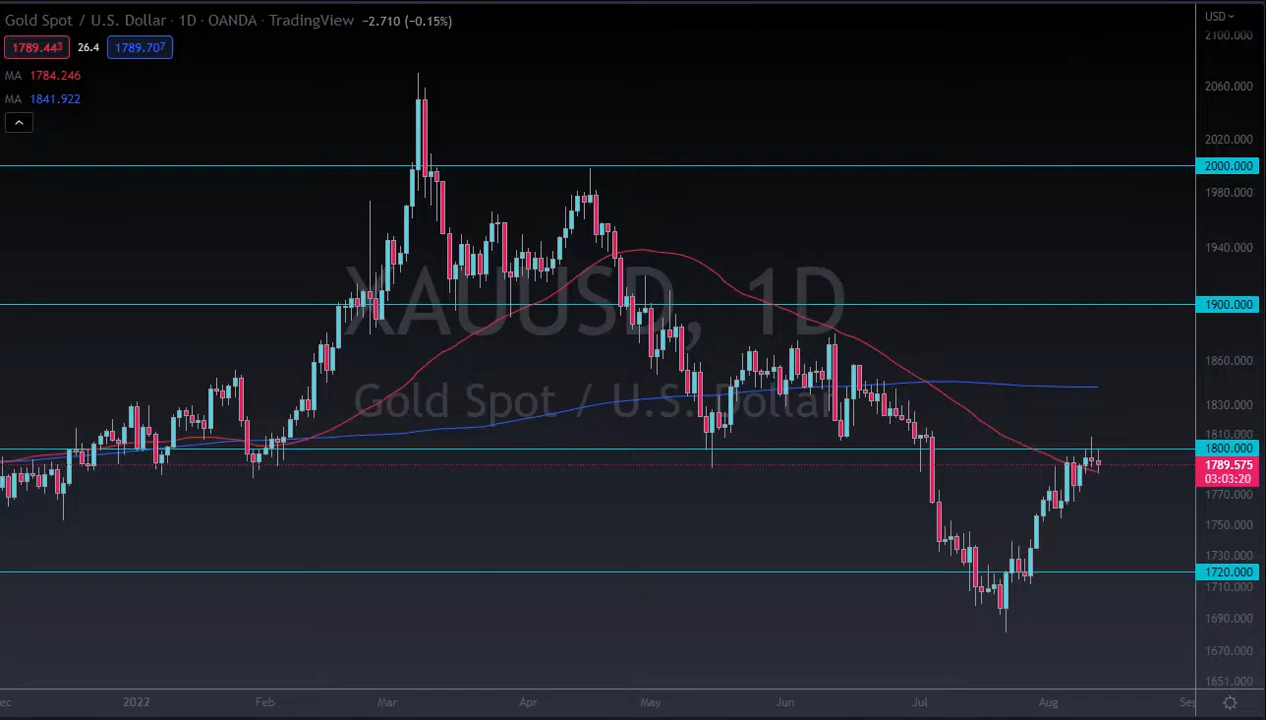 Gold Spot / U.S. Dollar · 1D · OANDA · TradingView −2.710 (−0.15%)
1789.443 26.4 1789.707
MA 1784.246
MA 1841.922
USD
2100.000
2060.000
2020.000
2000.000
1980.000
1940.000
1900.000
1860.000
1830.000
1810.000
1800.000
1789.575
03:03:20
1770.000
1750.000
1730.000
1720.000
1710.000
1690.000
1670.000
1651.000
XAUUSD, 1D
Gold Spot / U.S. Dollar
ec 2022 Feb Mar Apr May Jun Jul Aug Sep